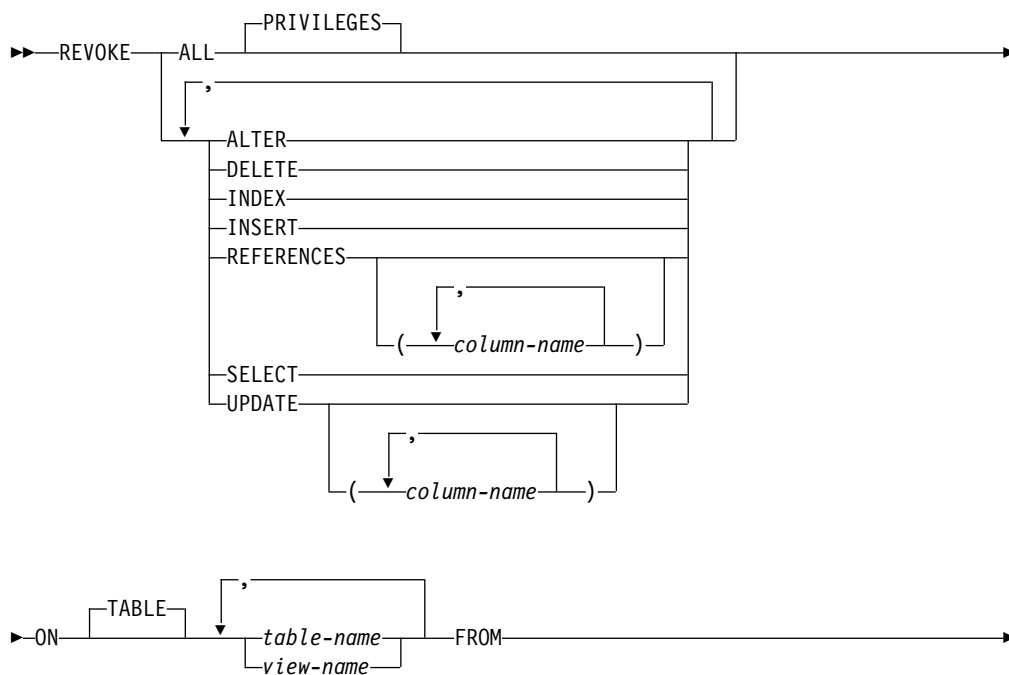 PRIVILEGES
REVOKE ALL
,
ALTER
DELETE
INDEX
INSERT
REFERENCES
,
( column-name )
SELECT
UPDATE
,
( column-name )
TABLE ,
ON table-name FROM
view-name